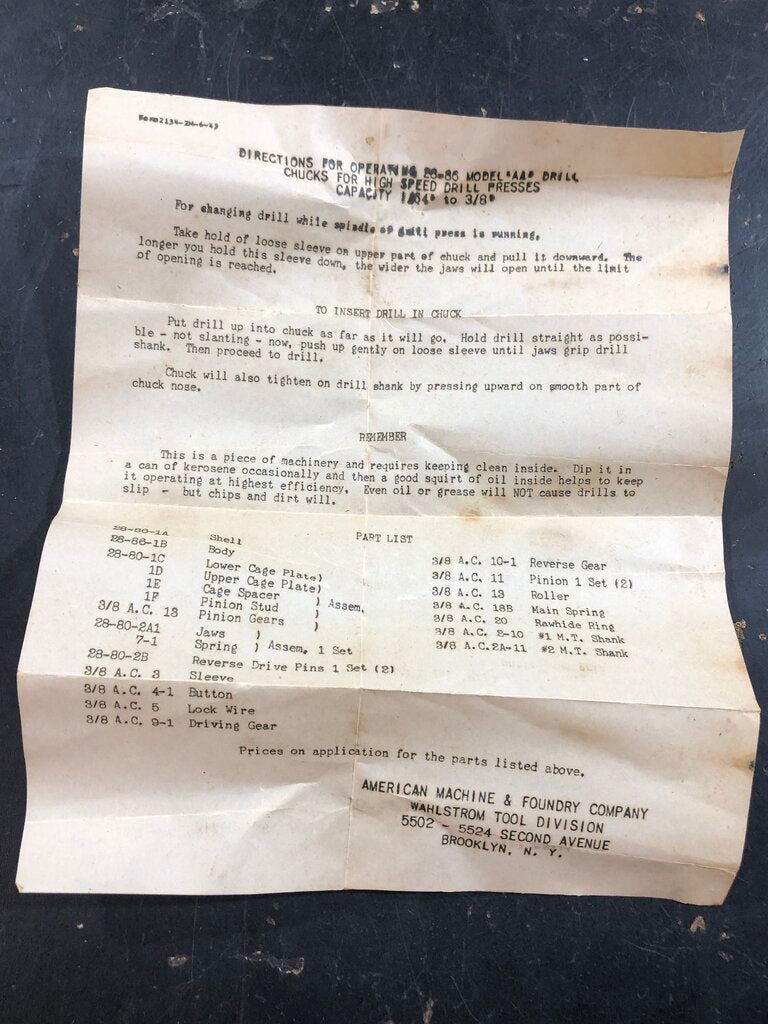 DIRECTIONS FOR OPERATING 28-86 MODEL "AA" DRILL
CHUCKS FOR HIGH SPEED DRILL PRESSES
CAPACITY 1/64" to 3/8"
For changing drill while spindle of drill press is running.
Take hold of loose sleeve on upper part of chuck and pull it downward. The
longer you hold this sleeve down, the wider the jaws will open until the limit
of opening is reached.
TO INSERT DRILL IN CHUCK
Put drill up into chuck as far as it will go. Hold drill straight as possi-
ble - not slanting - now, push up gently on loose sleeve until jaws grip drill
shank. Then proceed to drill.
Chuck will also tighten on drill shank by pressing upward on smooth part of
chuck nose.
REMEMBER
This is a piece of machinery and requires keeping clean inside. Dip it in
a can of kerosene occasionally and then a good squirt of oil inside helps to keep
it operating at highest efficiency. Even oil or grease will NOT cause drills to
slip - but chips and dirt will.
PART LIST
28-80-1A Shell
28-86-1B Body
28-80-1C Lower Cage Plate)
1D Upper Cage Plate)
1E Cage Spacer ) Assem.
1F Pinion Stud )
3/8 A.C. 13 Pinion Gears )
28-80-2A1 Jaws )
7-1 Spring ) Assem. 1 Set
28-80-2B Reverse Drive Pins 1 Set (2)
3/8 A.C. 3 Sleeve
3/8 A.C. 4-1 Button
3/8 A.C. 5 Lock Wire
3/8 A.C. 9-1 Driving Gear
3/8 A.C. 10-1 Reverse Gear
3/8 A.C. 11 Pinion 1 Set (2)
3/8 A.C. 13 Roller
3/8 A.C. 18B Main Spring
3/8 A.C. 20 Rawhide Ring
3/8 A.C. 2-10 #1 M.T. Shank
3/8 A.C.2A-11 #2 M.T. Shank
Prices on application for the parts listed above.
AMERICAN MACHINE & FOUNDRY COMPANY
WAHLSTROM TOOL DIVISION
5502 - 5524 SECOND AVENUE
BROOKLYN, N. Y.